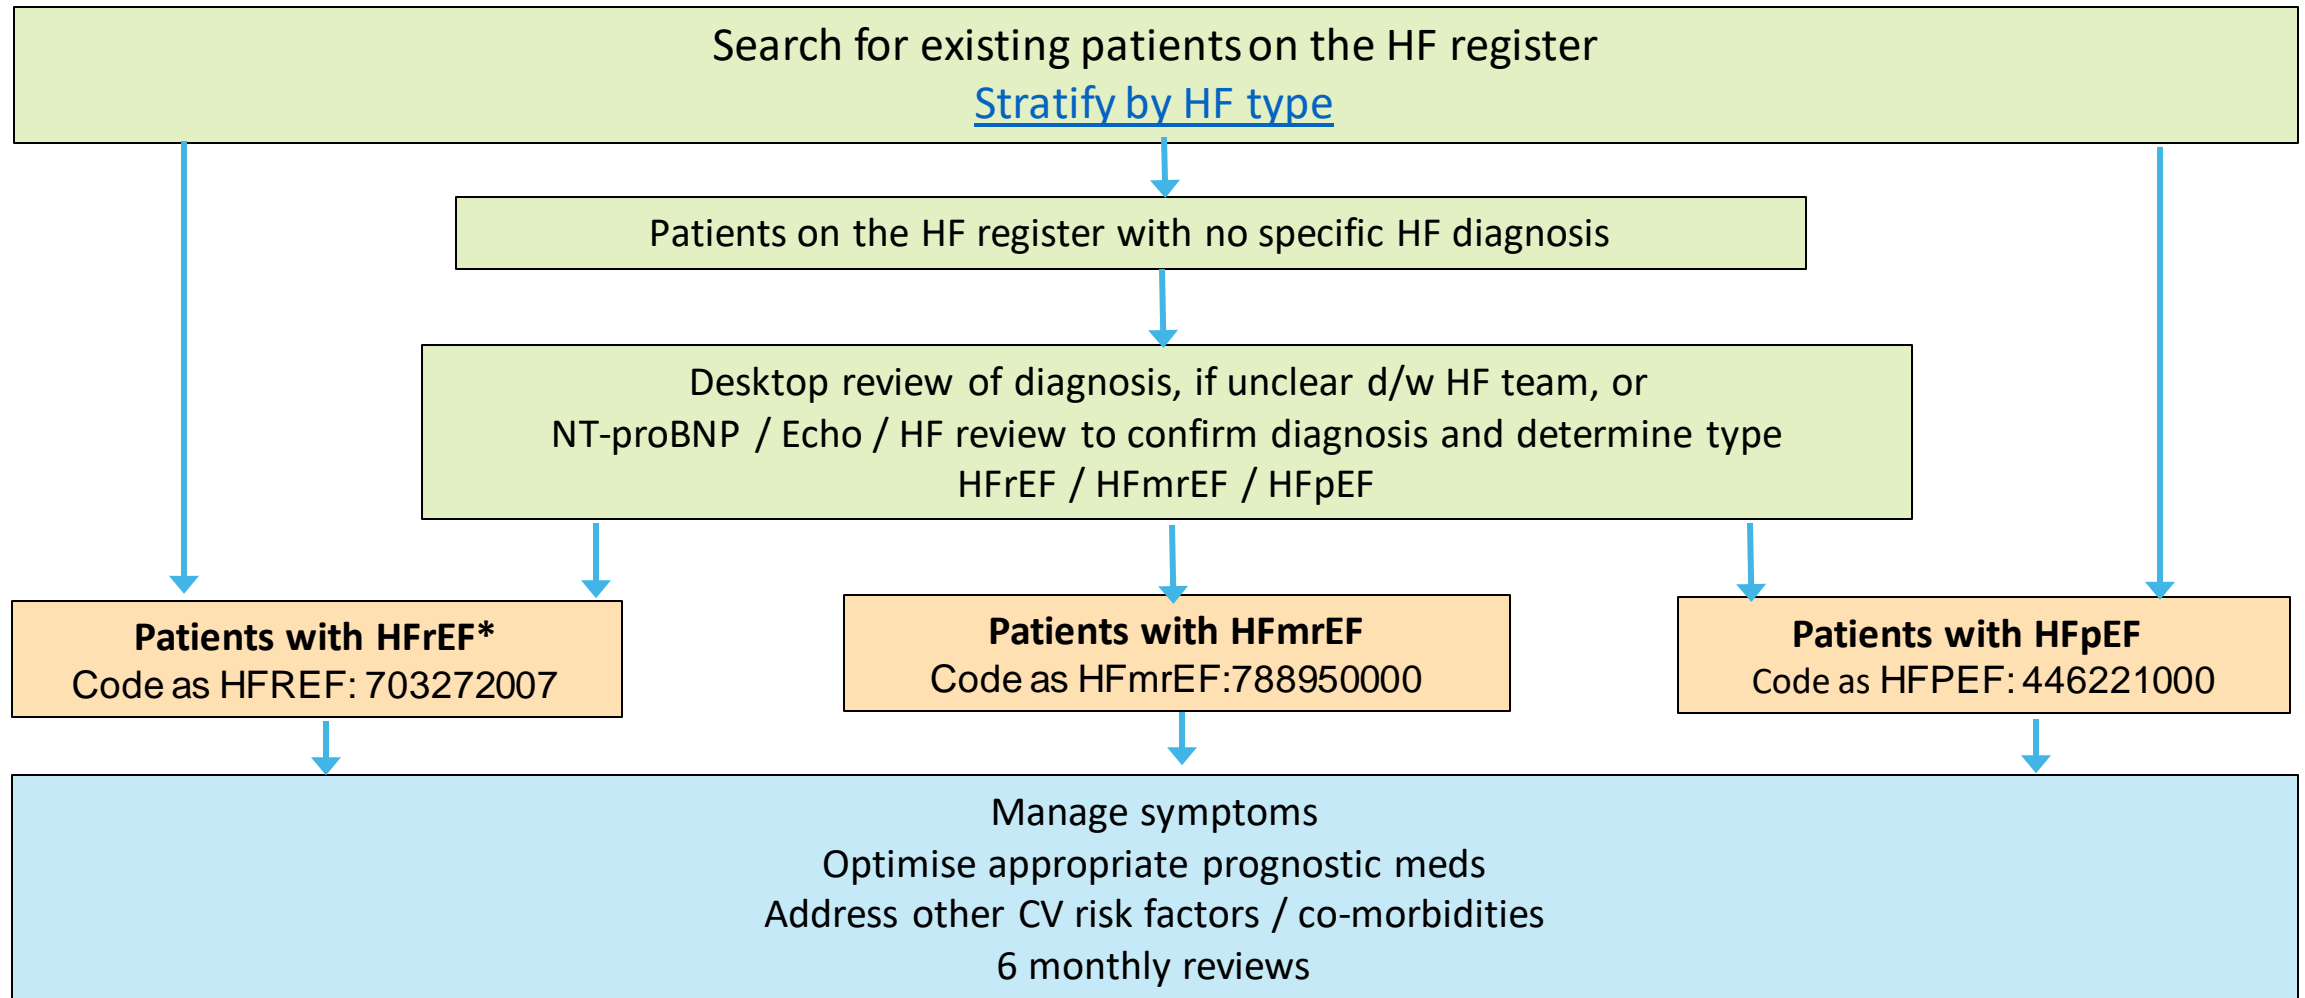 Search for existing patients on the HF register
Stratify by HF type
Patients on the HF register with no specific HF diagnosis
Desktop review of diagnosis, if unclear d/w HF team, or
NT-proBNP / Echo / HF review to confirm diagnosis and determine type
HFrEF / HFmrEF / HFpEF
Patients with HFrEF*
Code as HFREF: 703272007
Patients with HFmrEF
Code as HFmrEF:788950000
Patients with HFpEF
Code as HFPEF: 446221000
Manage symptoms
Optimise appropriate prognostic meds
Address other CV risk factors / co-morbidities
6 monthly reviews